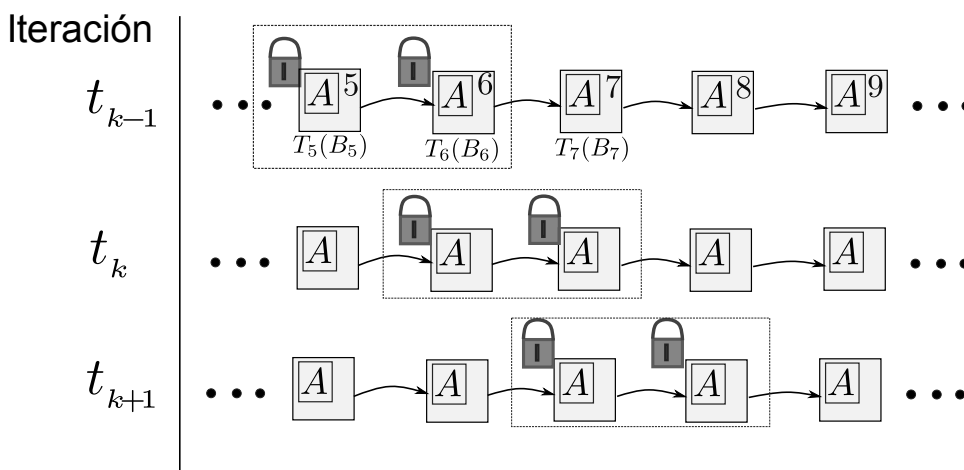 Iteración
t_{k-1} ••• A 5 A 6 A 7 A 8 A 9 •••
T_5(B_5) T_6(B_6) T_7(B_7)
t_k ••• A A A A A •••
t_{k+1} ••• A A A A A •••